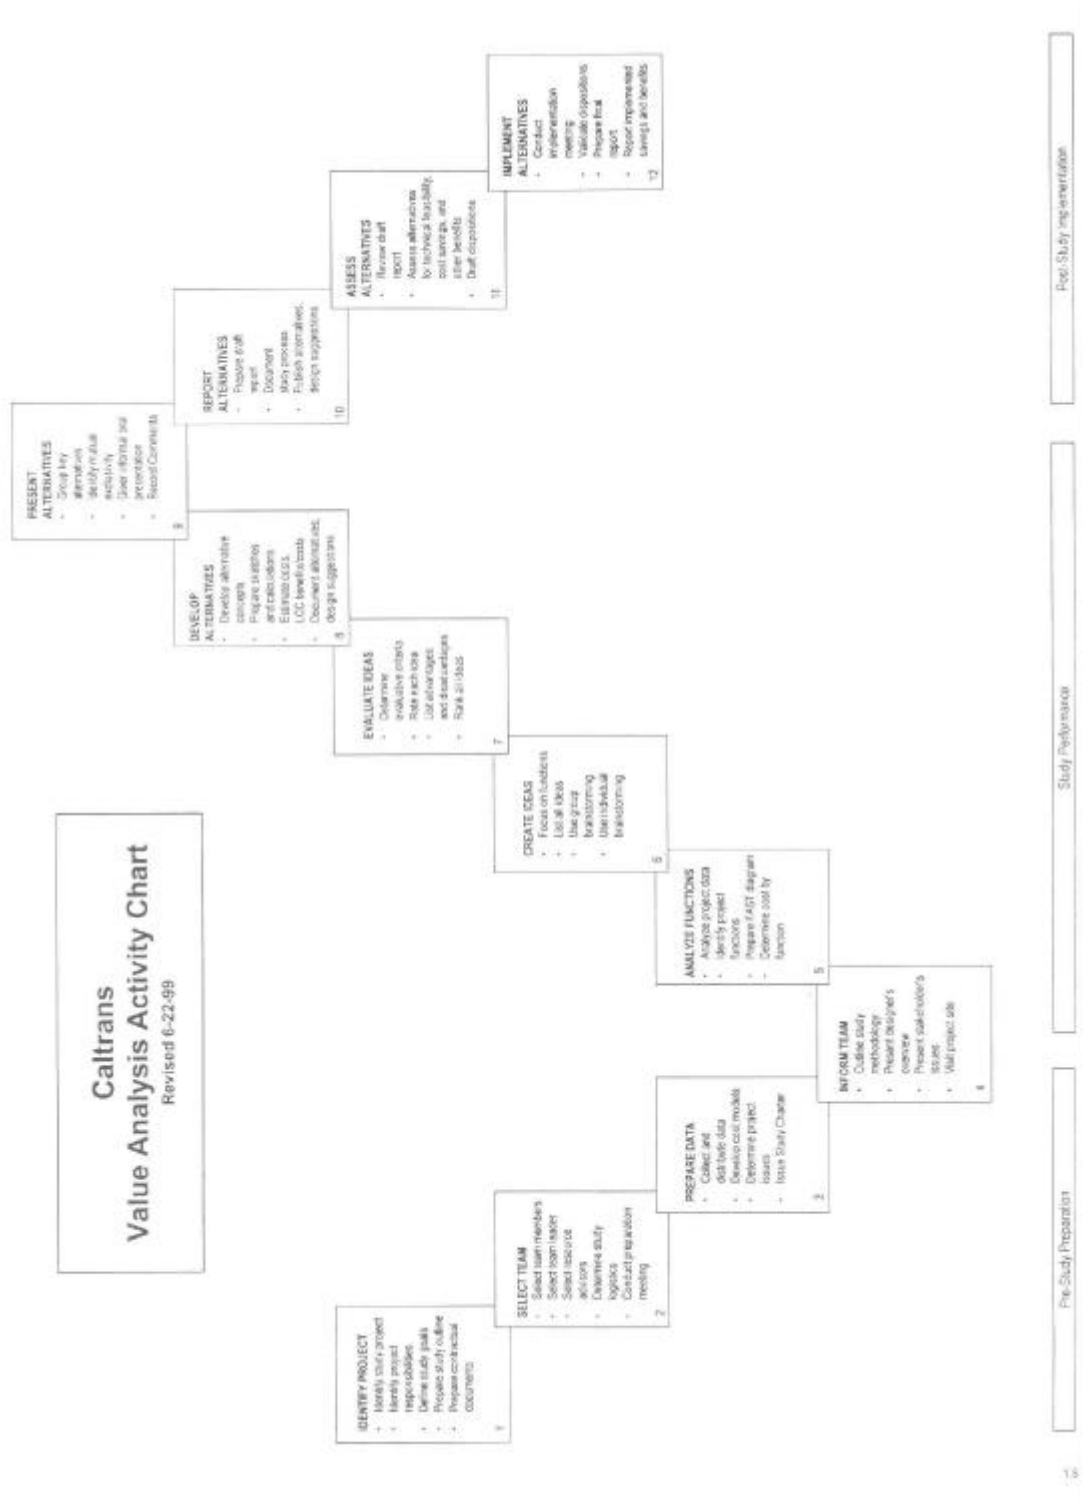 Caltrans
Value Analysis Activity Chart
Revised 6-22-99
IDENTIFY PROJECT
• Identify study project
• Identify project
responsibilities
• Define study goals
• Prepare study outline
• Prepare contractual
documents
1
SELECT TEAM
• Select team members
• Select team leader
• Select resource
advisors
• Determine study
logistics
• Conduct preparation
meeting
2
PREPARE DATA
• Collect and
distribute data
• Develop cost models
• Determine project
issues
• Issue Study Charter
3
INFORM TEAM
• Outline study
methodology
• Present designer's
overview
• Present stakeholder's
issues
• Visit project site
4
ANALYZE FUNCTIONS
• Analyze project data
• Identify project
functions
• Prepare FAST diagram
• Determine cost by
function
5
CREATE IDEAS
• Focus on functions
• List all ideas
• Use group
brainstorming
• Use individual
brainstorming
6
EVALUATE IDEAS
• Determine
evaluative criteria
• Rate each idea
• List advantages
and disadvantages
• Rank all ideas
7
DEVELOP
ALTERNATIVES
• Develop alternative
concepts
• Prepare sketches
and calculations
• Estimate costs
LCC benefits/costs
• Document alternatives,
design suggestions
8
PRESENT
ALTERNATIVES
• Group key
alternatives
• Identify mutual
exclusivity
• Given informal oral
presentation
• Record Comments
9
REPORT
ALTERNATIVES
• Prepare draft
report
• Document
study process
• Publish alternatives,
design suggestions
10
ASSESS
ALTERNATIVES
• Review draft
report
• Assess alternatives
for technical feasibility,
cost savings, and
other benefits
• Draft dispositions
11
IMPLEMENT
ALTERNATIVES
• Conduct
implementation
meeting
• Validate dispositions
• Prepare final
report
• Report implemented
savings and benefits
12
Pre-Study Preparation
Study Performance
Post-Study Implementation
1.5